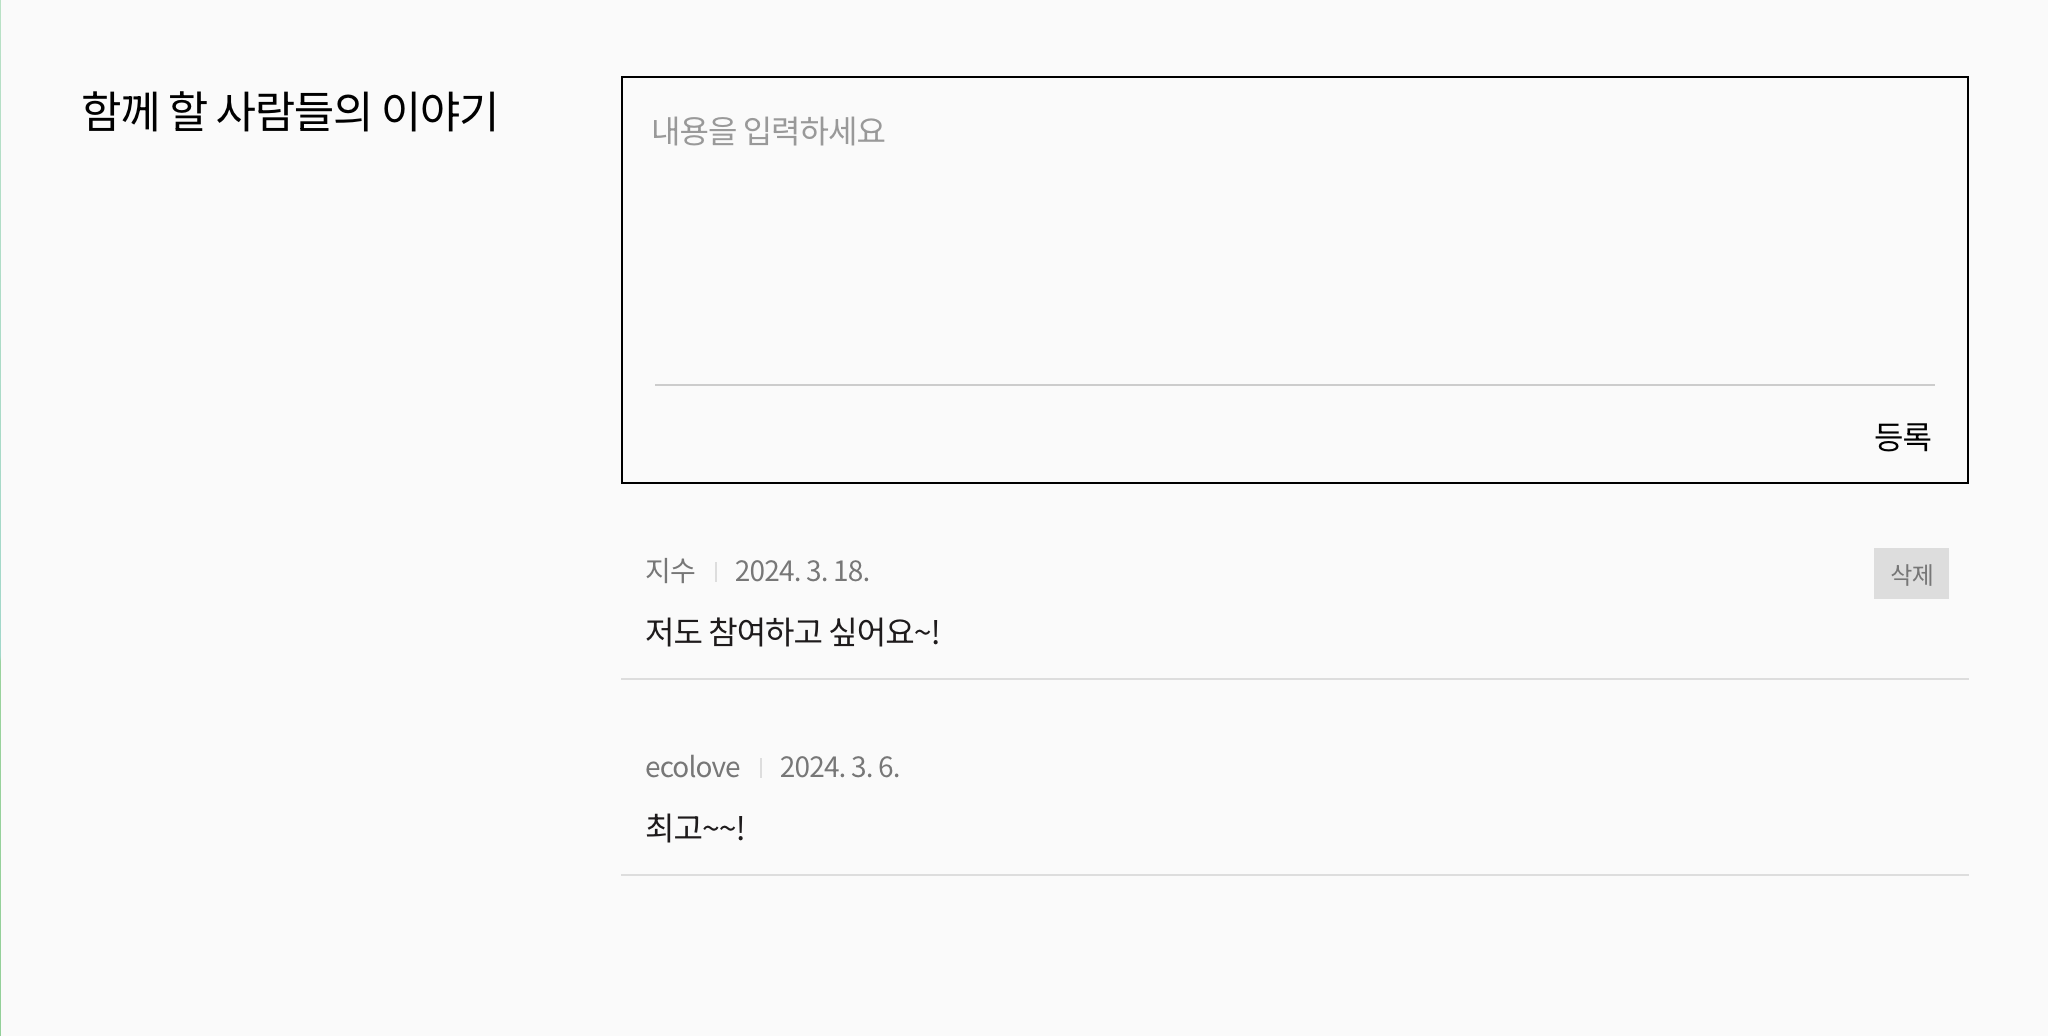 함께 할 사람들의 이야기
내용을 입력하세요
등록
지수 | 2024. 3. 18.
삭제
저도 참여하고 싶어요~!
ecolove | 2024. 3. 6.
최고~~!